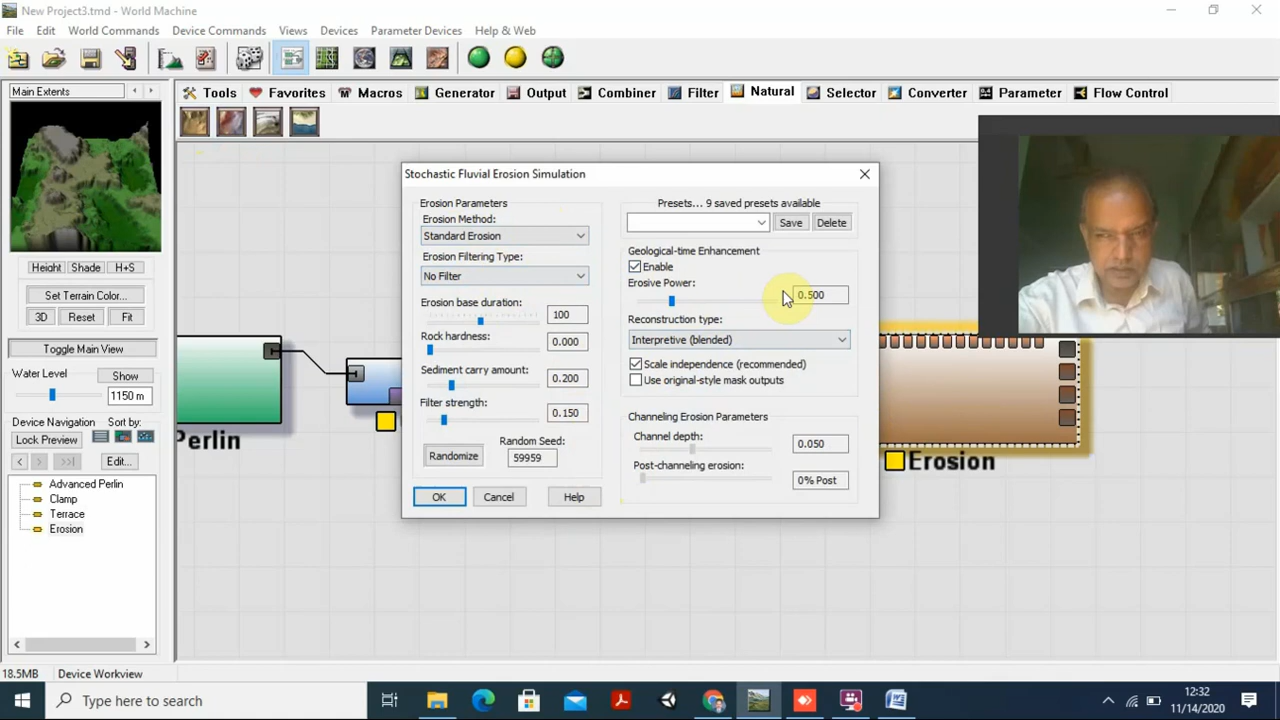 New Project3.tmd - World Machine
File Edit World Commands Device Commands Views Devices Parameter Devices Help & Web
Main Extents
Tools Favorites Macros Generator Output Combiner Filter Natural Selector Converter Parameter Flow Control
Height Shade H+S
Set Terrain Color...
3D Reset Fit
Toggle Main View
Water Level Show
1150 m
Device Navigation Sort by:
Lock Preview
Edit...
Advanced Perlin
Clamp
Terrace
Erosion
Perlin
Erosion
Stochastic Fluvial Erosion Simulation
Erosion Parameters
Erosion Method:
Standard Erosion
Erosion Filtering Type:
No Filter
Erosion base duration:
100
Rock hardness:
0.000
Sediment carry amount:
0.200
Filter strength:
0.150
Randomize
Random Seed:
59959
OK Cancel Help
Presets... 9 saved presets available
Save Delete
Geological-time Enhancement
Enable
Erosive Power:
0.500
Reconstruction type:
Interpretive (blended)
Scale independence (recommended)
Use original-style mask outputs
Channeling Erosion Parameters
Channel depth:
0.050
Post-channeling erosion:
0% Post
18.5MB Device Workview
Type here to search
12:32
11/14/2020